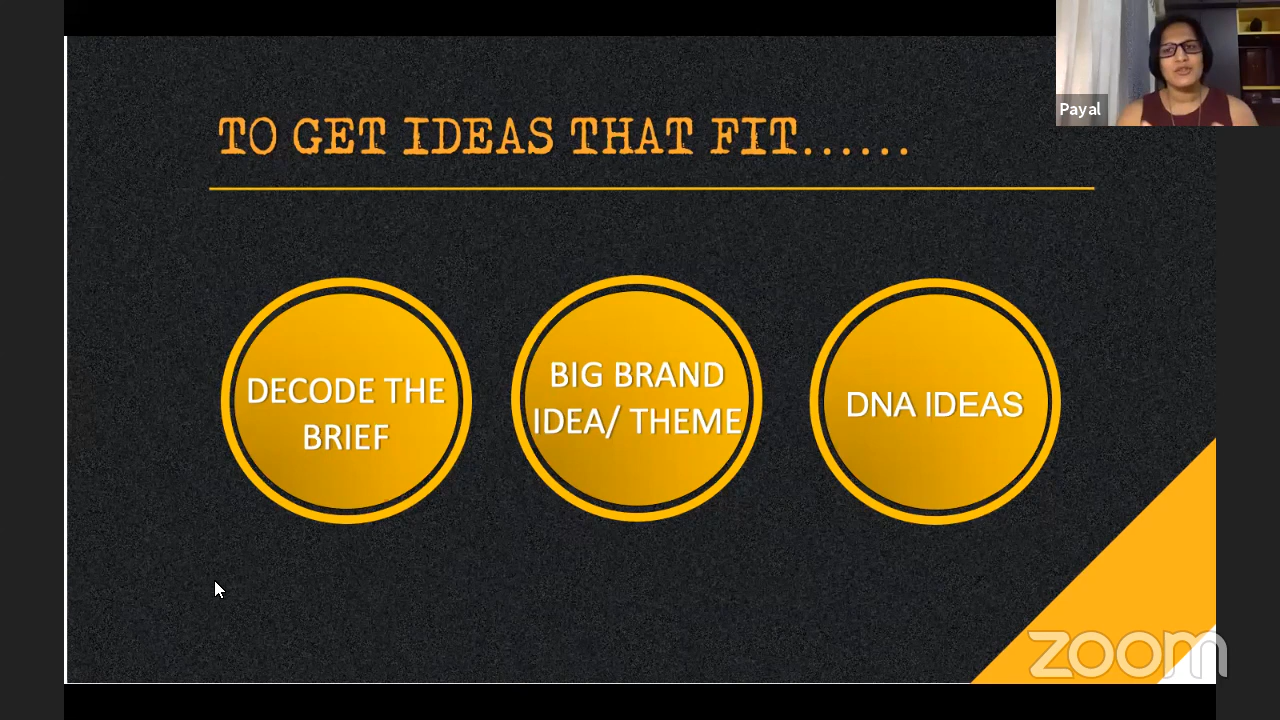 Payal
TO GET IDEAS THAT FIT......
DECODE THE
BRIEF
BIG BRAND
IDEA/ THEME
DNA IDEAS
zoom